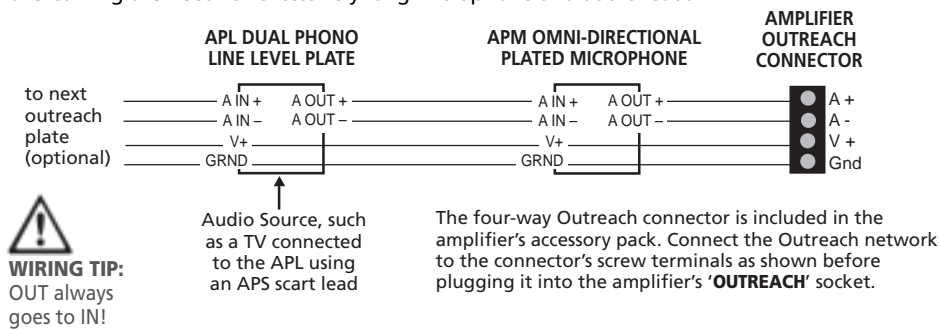 AMPLIFIER
OUTREACH
CONNECTOR
APL DUAL PHONO
LINE LEVEL PLATE
APM OMNI-DIRECTIONAL
PLATED MICROPHONE
to next
outreach
plate
(optional)
A IN +
A OUT +
A IN –
A OUT –
V+
GRND
A IN +
A OUT +
A IN –
A OUT –
V+
GRND
A +
A -
V +
Gnd
Audio Source, such
as a TV connected
to the APL using
an APS scart lead
The four-way Outreach connector is included in the
amplifier's accessory pack. Connect the Outreach network
to the connector's screw terminals as shown before
plugging it into the amplifier's 'OUTREACH' socket.
WIRING TIP:
OUT always
goes to IN!